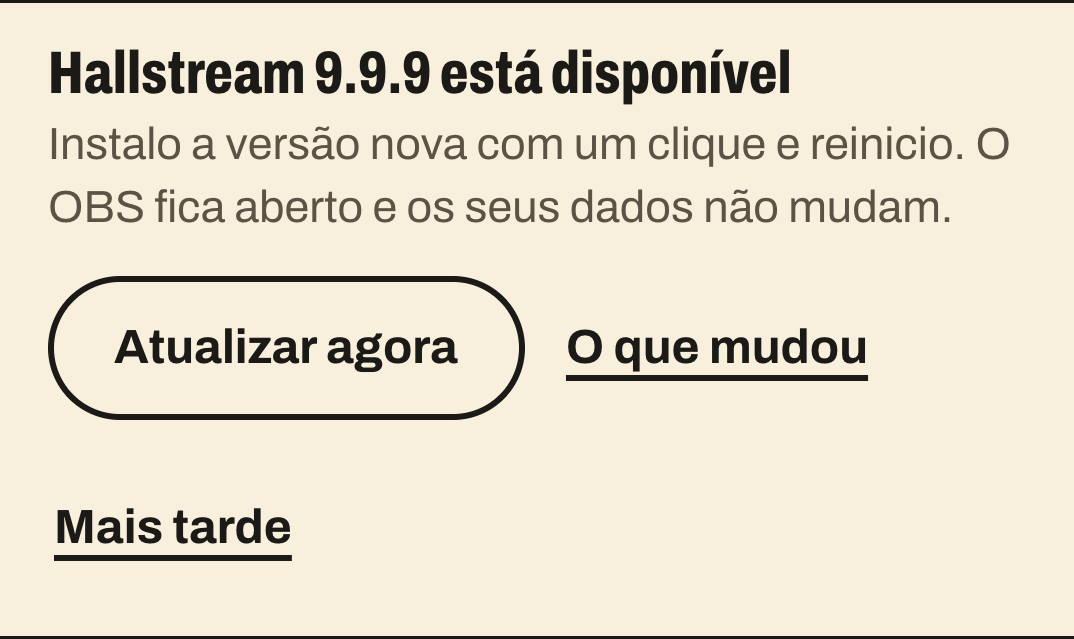 Hallstream 9.9.9 está disponível
Instalo a versão nova com um clique e reinicio. O
OBS fica aberto e os seus dados não mudam.
Atualizar agora
O que mudou
Mais tarde